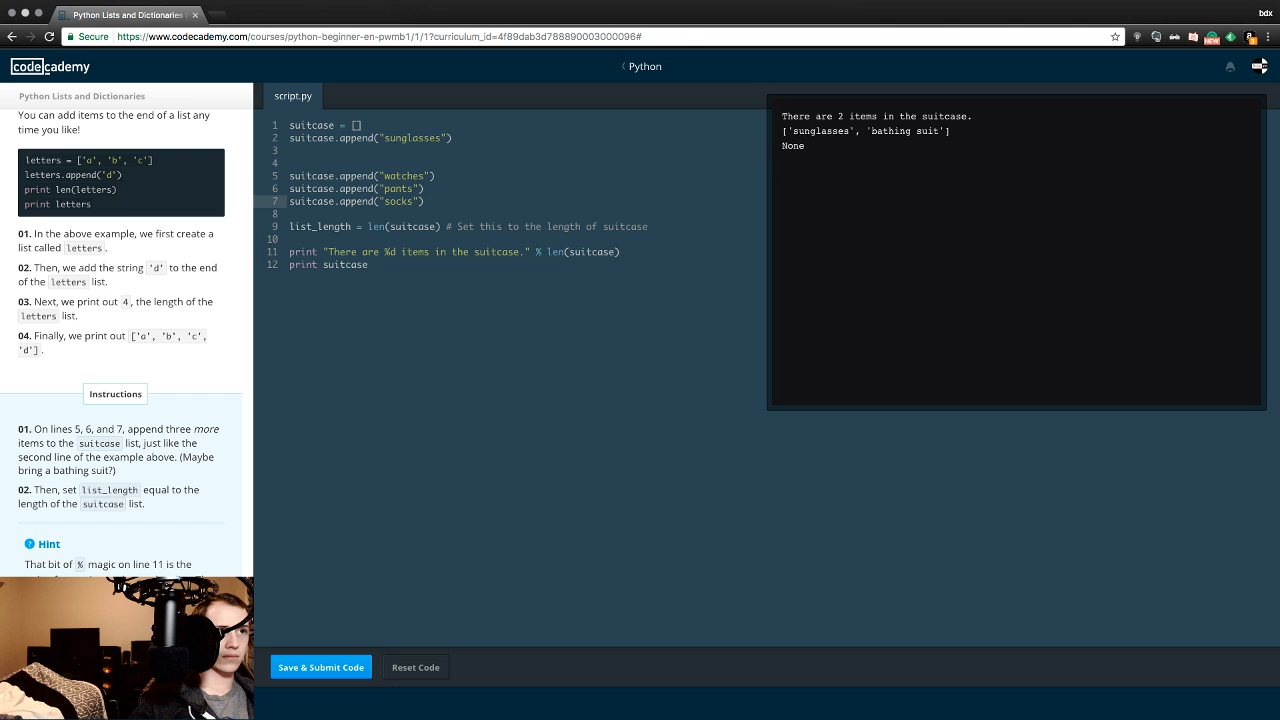 Python Lists and Dictionaries
bdx
Secure https://www.codecademy.com/courses/python-beginner-en-pwmb1/1/1?curriculum_id=4f89dab3d788890003000096#
NEW
codecademy
Python
Python Lists and Dictionaries
You can add items to the end of a list any
time you like!
letters = ['a', 'b', 'c']
letters.append('d')
print len(letters)
print letters
01. In the above example, we first create a
list called letters.
02. Then, we add the string 'd' to the end
of the letters list.
03. Next, we print out 4, the length of the
letters list.
04. Finally, we print out ['a', 'b', 'c',
'd'].
Instructions
01. On lines 5, 6, and 7, append three more
items to the suitcase list, just like the
second line of the example above. (Maybe
bring a bathing suit?)
02. Then, set list_length equal to the
length of the suitcase list.
? Hint
That bit of % magic on line 11 is the
script.py
1 suitcase = []
2 suitcase.append("sunglasses")
3
4
5 suitcase.append("watches")
6 suitcase.append("pants")
7 suitcase.append("socks")
8
9 list_length = len(suitcase) # Set this to the length of suitcase
10
11 print "There are %d items in the suitcase." % len(suitcase)
12 print suitcase
There are 2 items in the suitcase.
['sunglasses', 'bathing suit']
None
Save & Submit Code
Reset Code